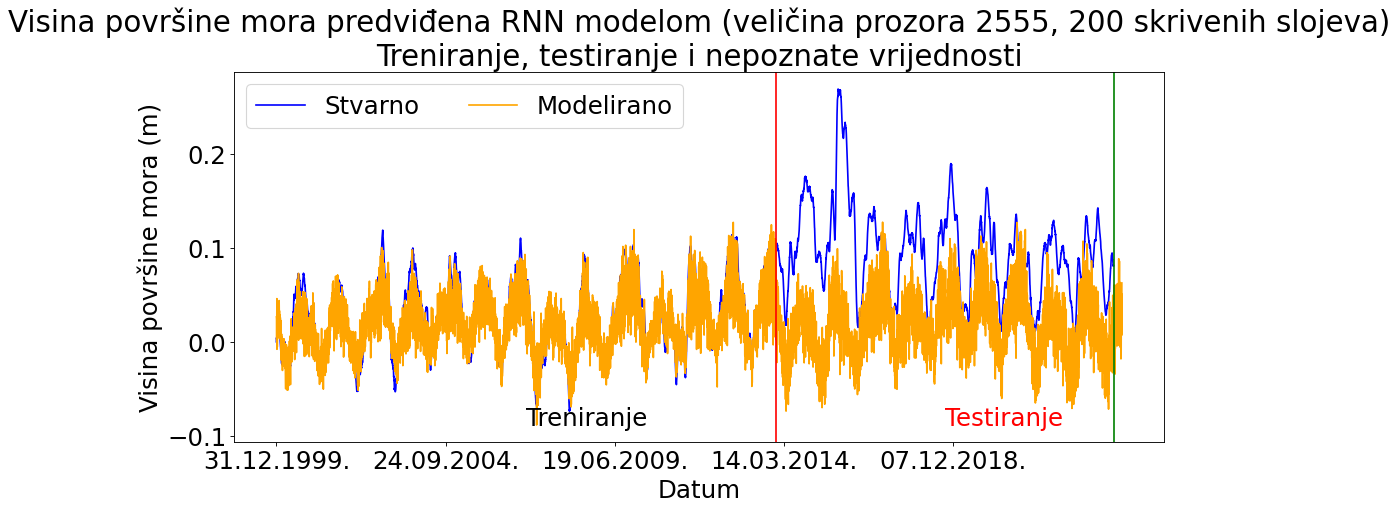 Visina površine mora predviđena RNN modelom (veličina prozora 2555, 200 skrivenih slojeva)
Treniranje, testiranje i nepoznate vrijednosti
Stvarno Modelirano
Visina površine mora (m)
0.2
0.1
0.0
−0.1
Treniranje Testiranje
31.12.1999. 24.09.2004. 19.06.2009. 14.03.2014. 07.12.2018.
Datum